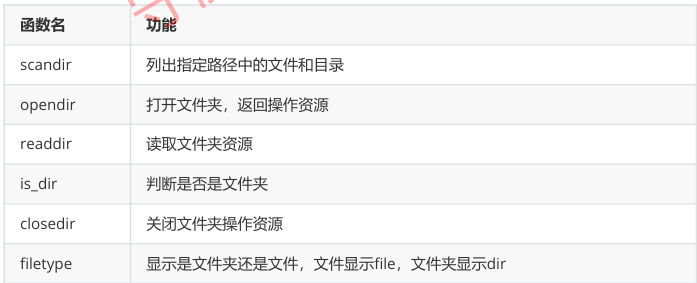 函数名 功能
scandir 列出指定路径中的文件和目录
opendir 打开文件夹，返回操作资源
readdir 读取文件夹资源
is_dir 判断是否是文件夹
closedir 关闭文件夹操作资源
filetype 显示是文件夹还是文件，文件显示file，文件夹显示dir